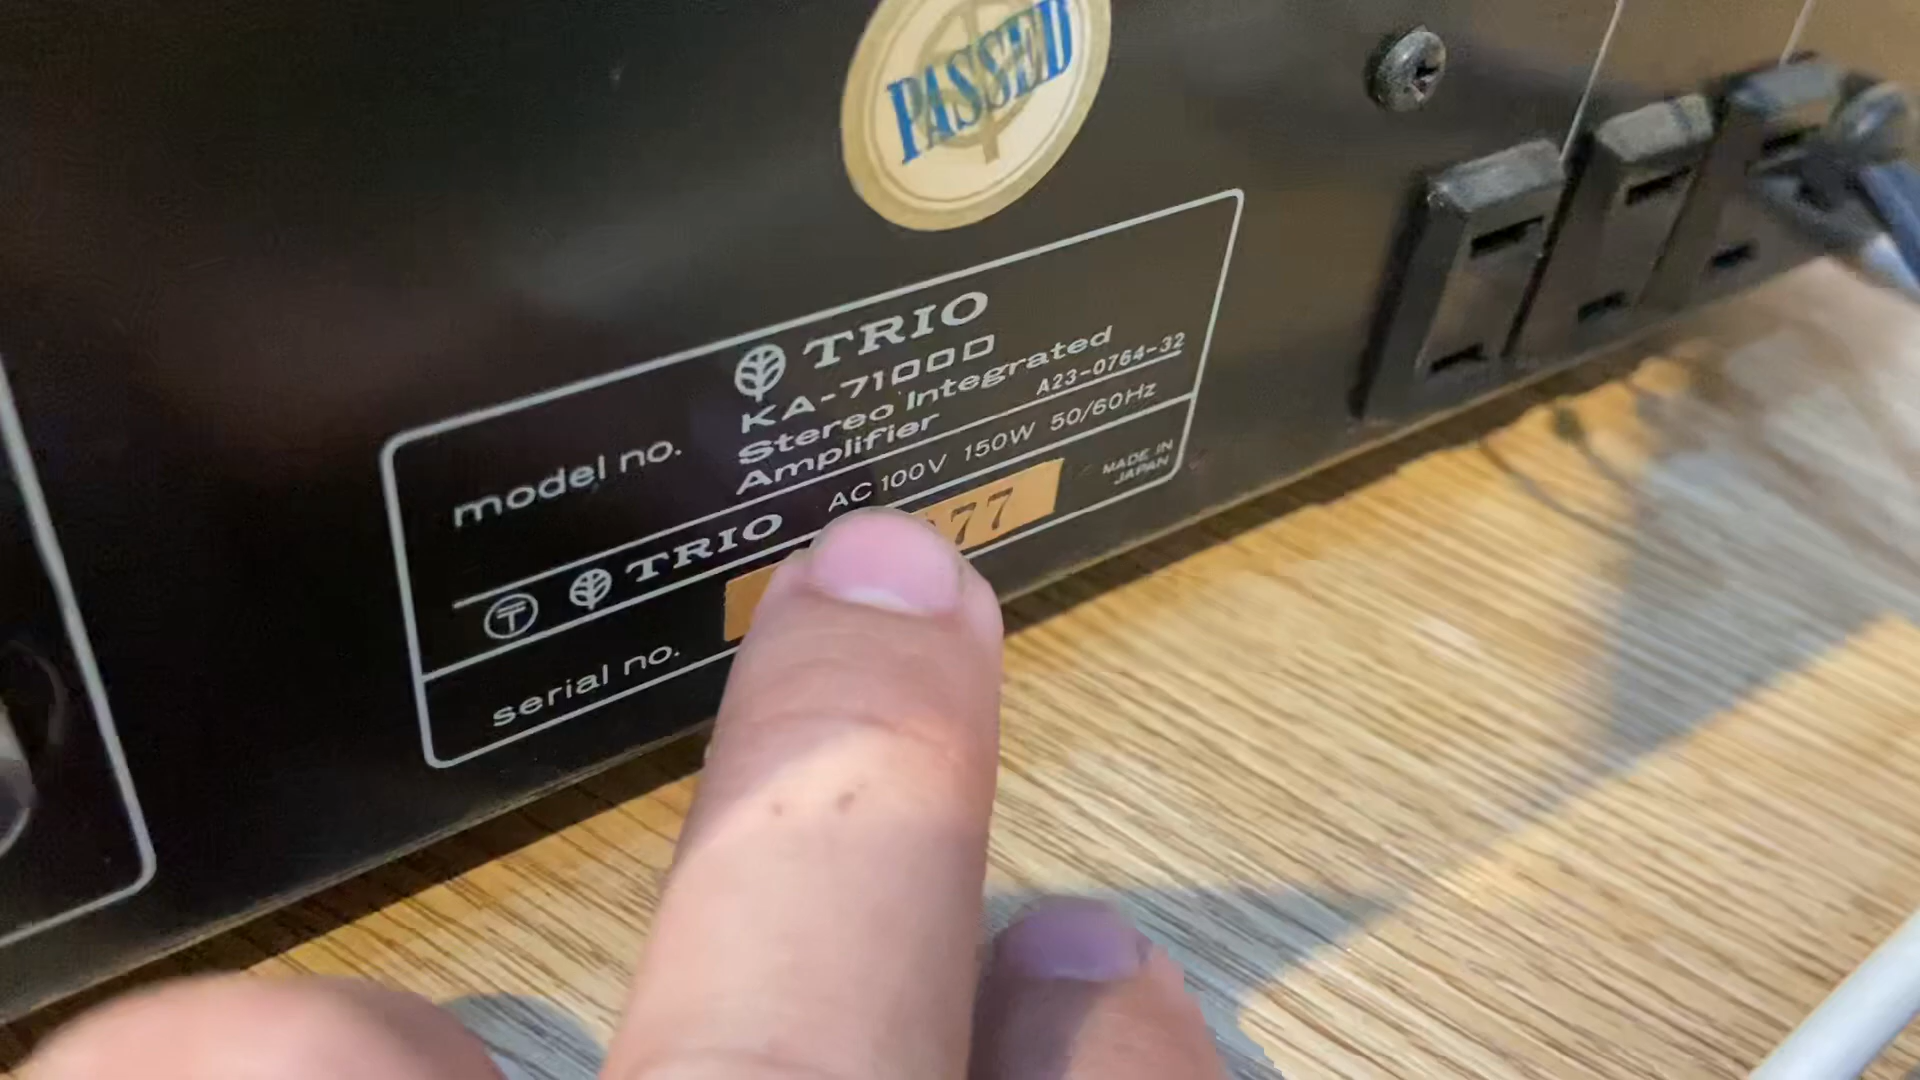 PASSED
TRIO
model no. KA-7100D
Stereo Integrated
Amplifier A23-0764-32
T TRIO AC 100V 150W 50/60Hz
serial no. 77 MADE IN
JAPAN